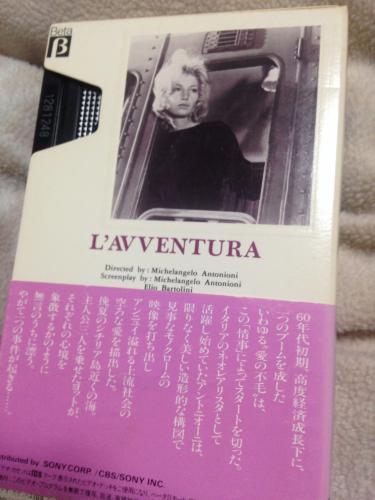 Beta
β
1281248
L'AVVENTURA
Directed by : Michelangelo Antonioni
Screenplay by : Michelangelo Antonioni
Elio Bartolini
60年代初期、高度経済成長下に、
一つのブームを成した
いわゆる“愛の不毛”は、
この「情事」によってスタートを切った。
イタリアのネオ・レアリスタとして
活躍し始めていたアントニオーニは、
限りなく美しい造形的な構図で
見事なモノクロームの
映像を打ち出し
アンニュイ溢れる上流社会の
空ろな愛を描出した。
晩夏のシチリア島近くの海、
主人公二人を乗せたヨットが、
それぞれの心境を
象徴するかのように
無言のうちに漂う。
やがて一つの事件が起きる……。
Distributed by SONY CORP / CBS/SONY INC.